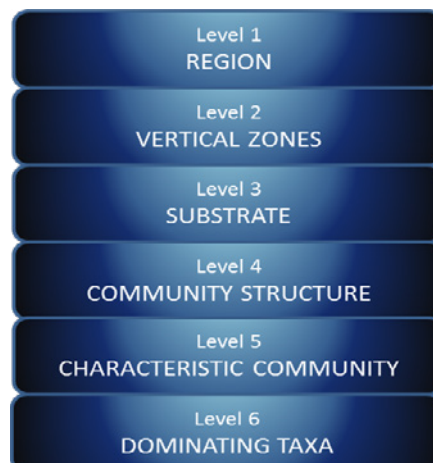 Level 1
REGION
Level 2
VERTICAL ZONES
Level 3
SUBSTRATE
Level 4
COMMUNITY STRUCTURE
Level 5
CHARACTERISTIC COMMUNITY
Level 6
DOMINATING TAXA